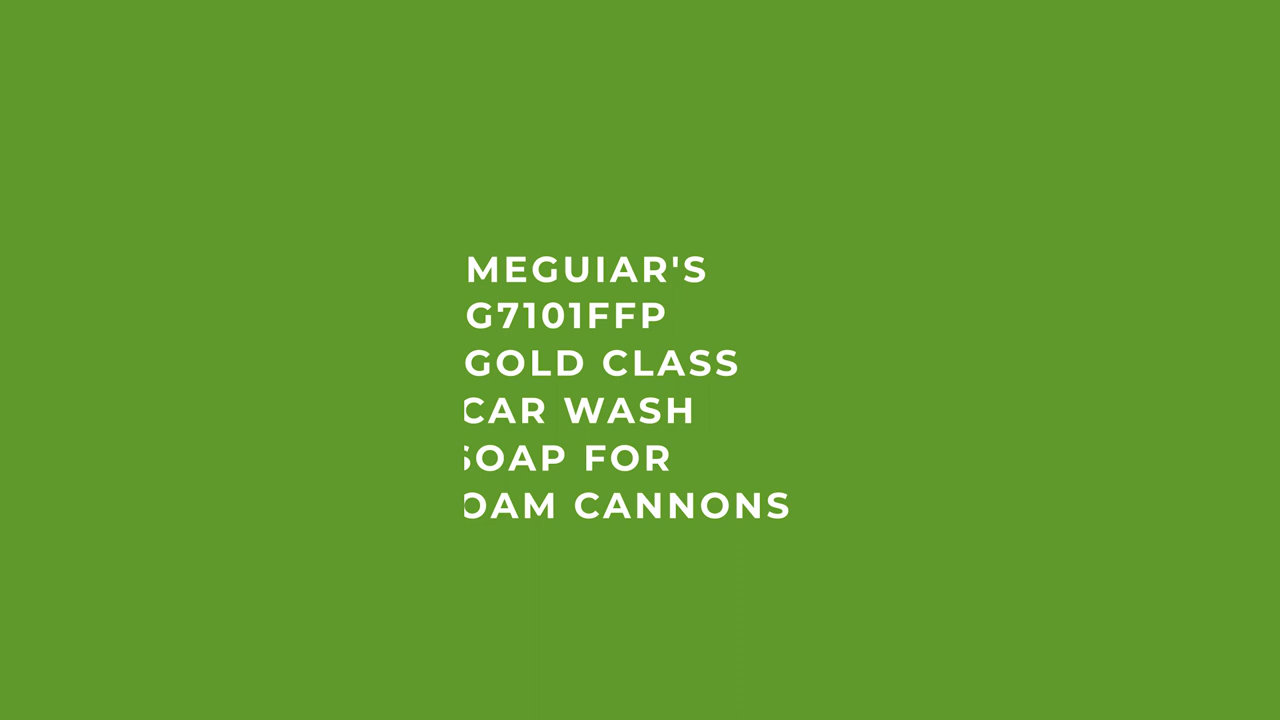 MEGUIAR'S
G7101FFP
GOLD CLASS
CAR WASH
SOAP FOR
OAM CANNONS